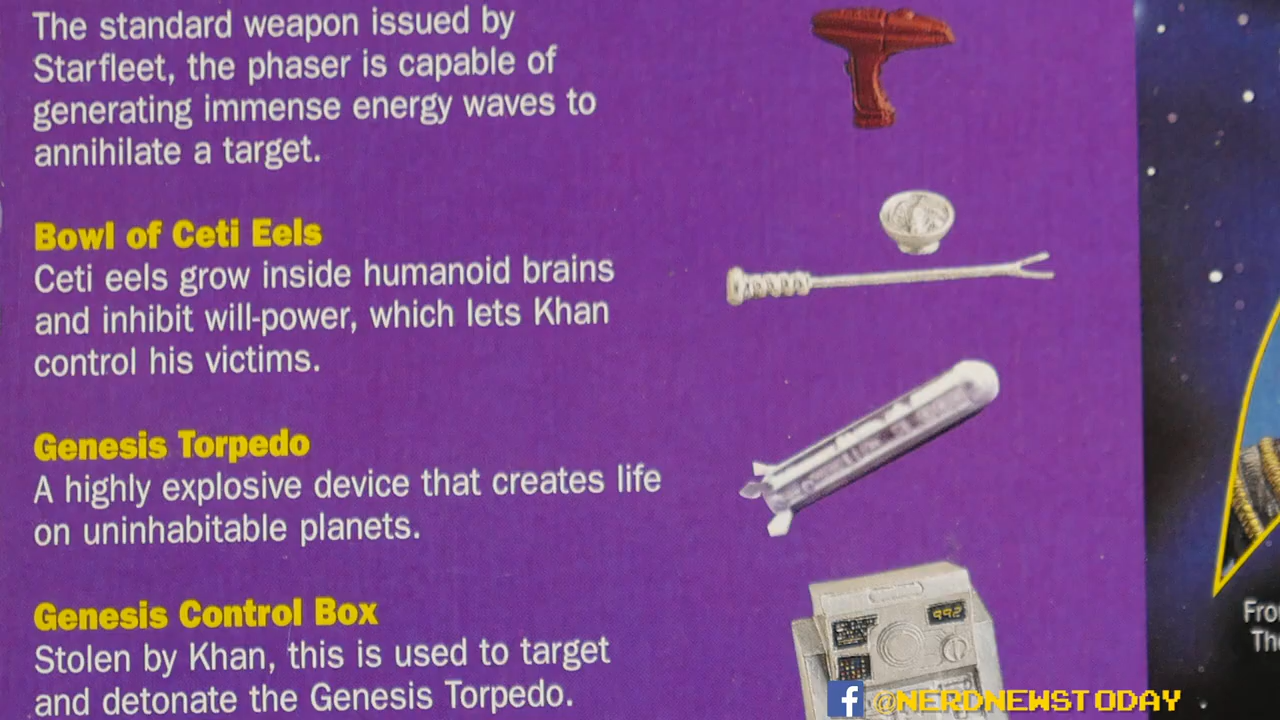 The standard weapon issued by
Starfleet, the phaser is capable of
generating immense energy waves to
annihilate a target.
Bowl of Ceti Eels
Ceti eels grow inside humanoid brains
and inhibit will-power, which lets Khan
control his victims.
Genesis Torpedo
A highly explosive device that creates life
on uninhabitable planets.
Genesis Control Box
Stolen by Khan, this is used to target
and detonate the Genesis Torpedo.
992
@NERDNEWSTODAY